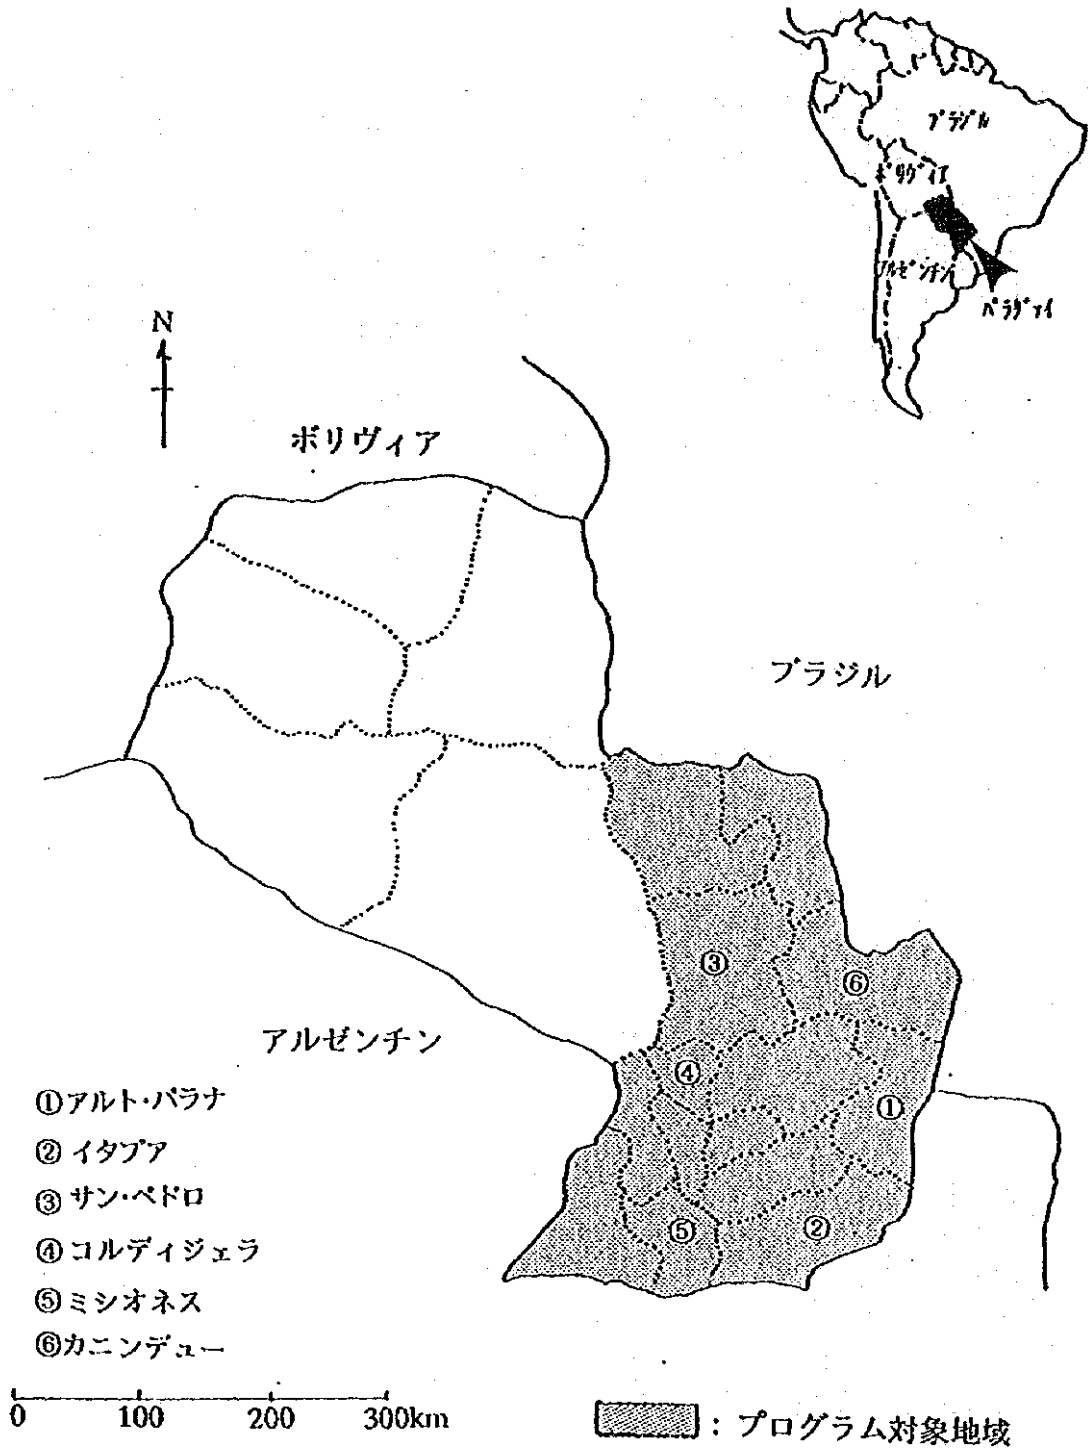 ブラジル
ボリヴィア
アルゼンチン
パラグァイ
N
ボリヴィア
ブラジル
③
⑥
アルゼンチン
④
①
①アルト・パラナ
②イタプア
③サン・ペドロ
⑤
②
④コルディジェラ
⑤ミシオネス
⑥カニンデュー
0 100 200 300km
：プログラム対象地域